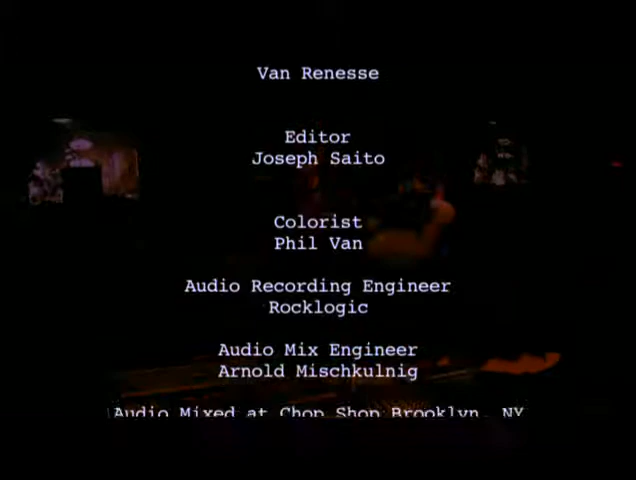 Van Renesse
Editor
Joseph Saito
Colorist
Phil Van
Audio Recording Engineer
Rocklogic
Audio Mix Engineer
Arnold Mischkulnig
Audio Mixed at Chop Shop Brooklyn, NY